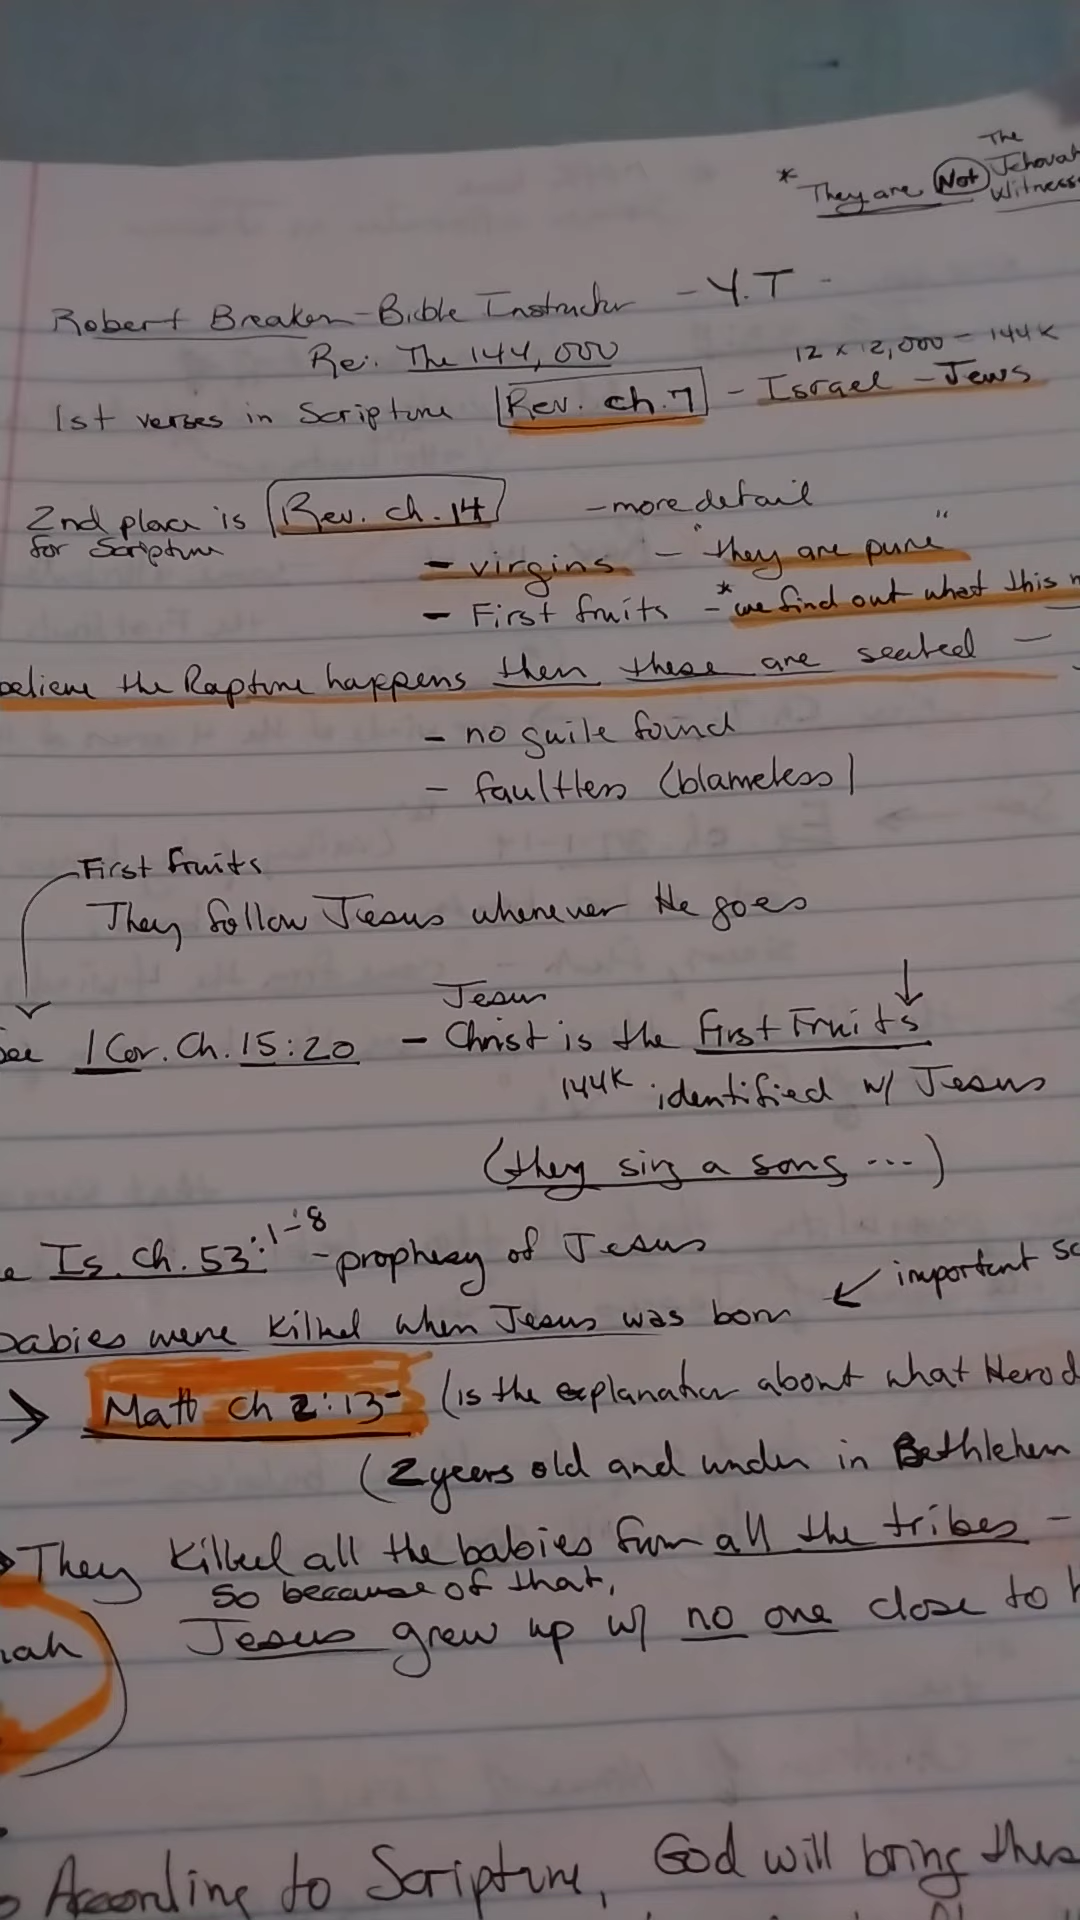 The
* They are Not Jehovah
Witness
Robert Breaker - Bible Instructor - Y.T -
Re: The 144,000
12 x 12,000 = 144K
1st verses in Scripture Rev. ch. 7 - Israel - Jews
2nd place is Rev. ch. 14 - more detail
for Scripture
- virgins - "they are pure"
- First fruits - *we find out what this
believe the Rapture happens then these are sealed -
- no guile found
- faultless (blameless)
First fruits
They follow Jesus whenever He goes
Jesus
See 1 Cor. Ch. 15:20 - Christ is the First Fruits
144K identified w/ Jesus
(they sing a song ...)
Is. Ch. 53:1-8 - prophesy of Jesus
important
babies were killed when Jesus was born
Matt Ch 2:13- (is the explanation about what Herod
(2 years old and under in Bethlehem
They killed all the babies from all the tribes -
so because of that,
Jesus grew up w/ no one close to
According to Scripture, God will bring